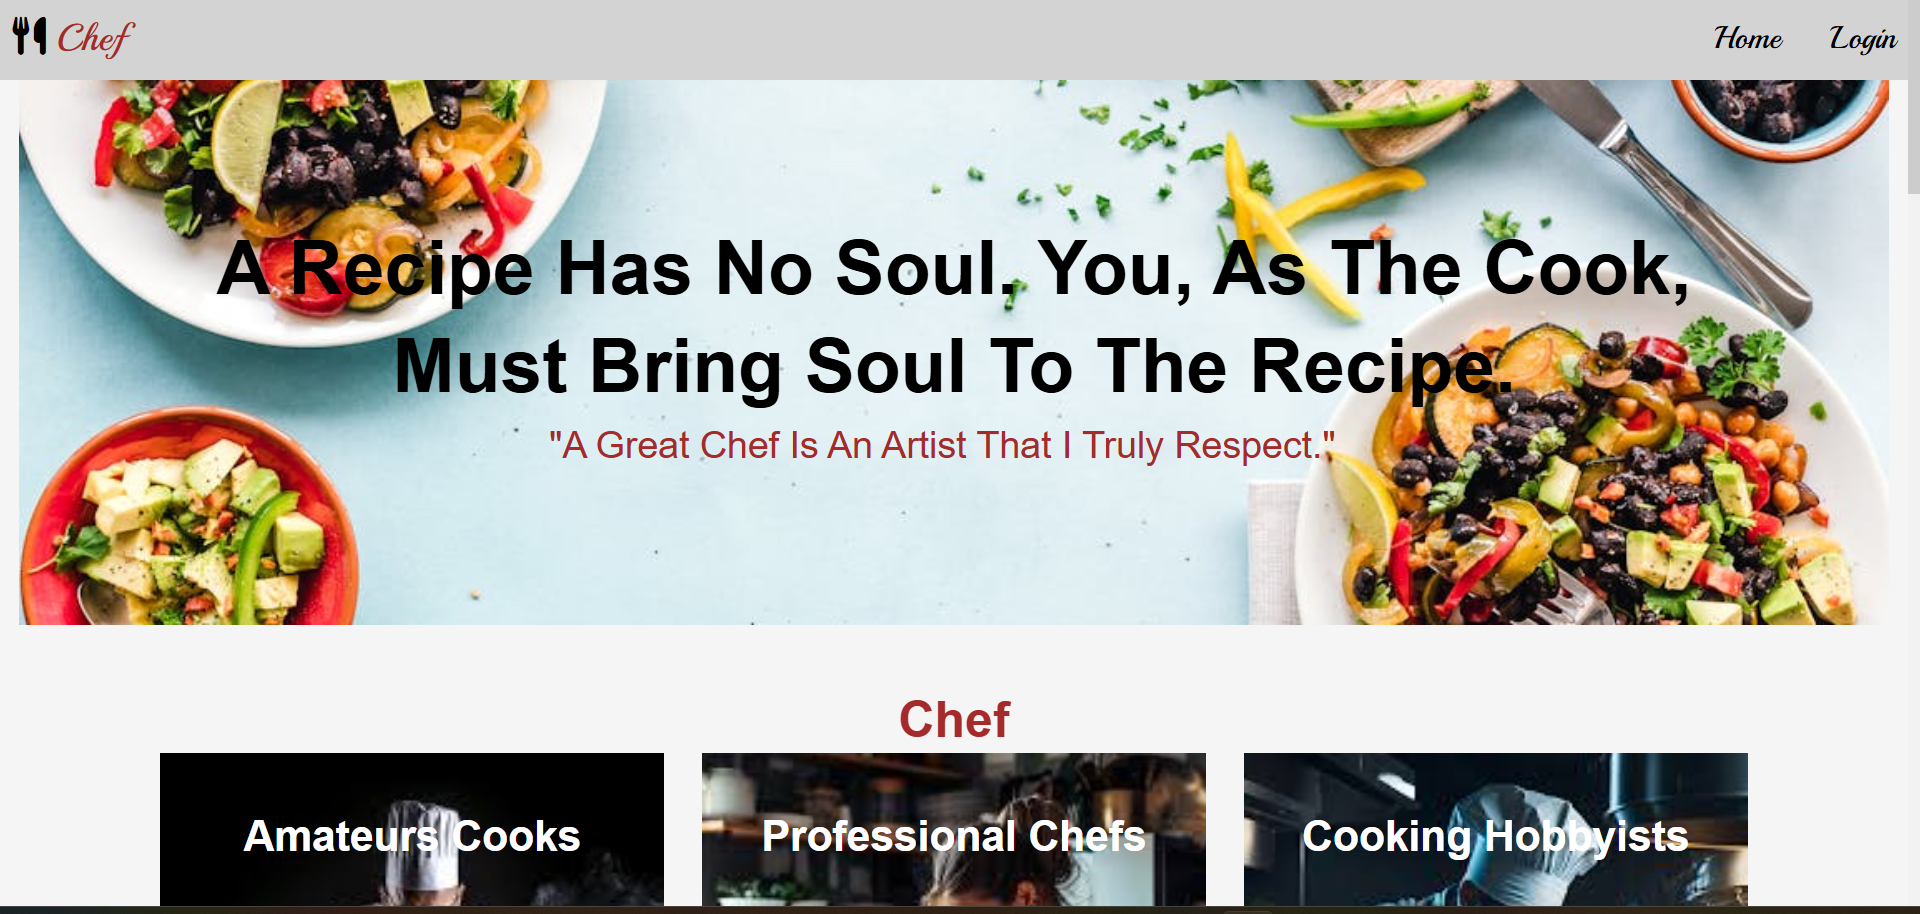 Chef
Home
Login
A Recipe Has No Soul. You, As The Cook,
Must Bring Soul To The Recipe.
"A Great Chef Is An Artist That I Truly Respect."
Chef
Amateurs Cooks
Professional Chefs
Cooking Hobbyists